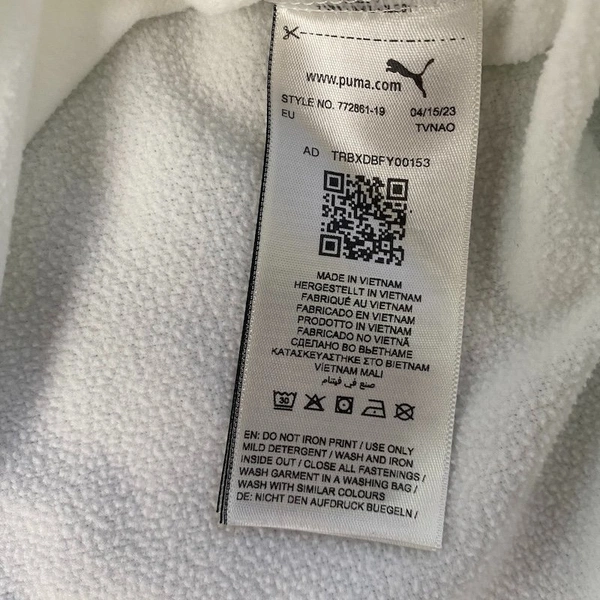 www.puma.com
STYLE NO. 772861-19 04/15/23
EU TVNAO
AD TRBXDBFY00153
MADE IN VIETNAM
HERGESTELLT IN VIETNAM
FABRIQUÉ AU VIETNAM
FABRICADO EN VIETNAM
PRODOTTO IN VIETNAM
FABRICADO NO VIETNÃ
СДЕЛАНО ВО ВЬЕТНАМЕ
ΚΑΤΑΣΚΕΥΑΣΤΗΚΕ ΣΤΟ ΒΙΕΤΝΑΜ
VIETNAM MALI
صنع في فيتنام
30
EN: DO NOT IRON PRINT / USE ONLY
MILD DETERGENT / WASH AND IRON
INSIDE OUT / CLOSE ALL FASTENINGS /
WASH GARMENT IN A WASHING BAG /
WASH WITH SIMILAR COLOURS
DE: NICHT DEN AUFDRUCK BUEGELN /